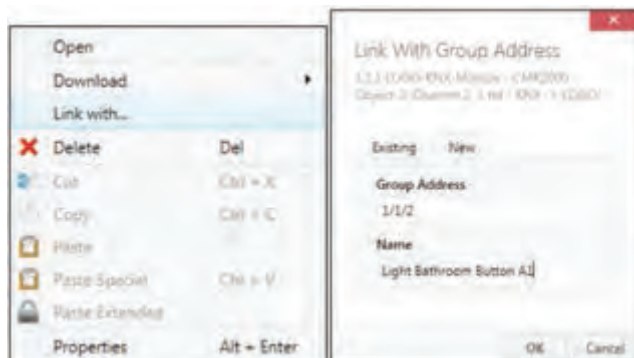 Open
Download
Link with...
Delete Del
Cut Ctrl + X
Copy Ctrl + C
Paste
Paste Special Ctrl + V
Paste Extended
Properties Alt + Enter
Link With Group Address
Existing New
Group Address
1/1/2
Name
Light Bathroom Button A1
OK Cancel